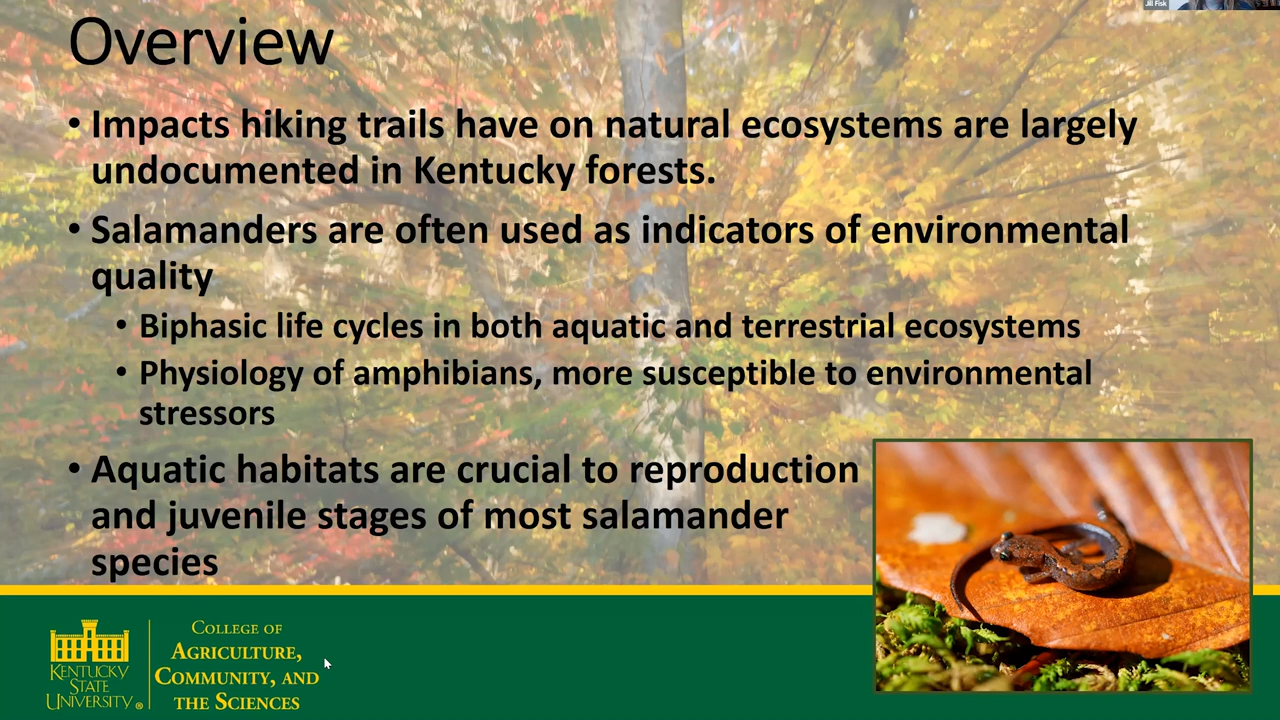 Jill Fisk
Overview
• Impacts hiking trails have on natural ecosystems are largely
undocumented in Kentucky forests.
• Salamanders are often used as indicators of environmental
quality
• Biphasic life cycles in both aquatic and terrestrial ecosystems
• Physiology of amphibians, more susceptible to environmental
stressors
• Aquatic habitats are crucial to reproduction
and juvenile stages of most salamander
species
KENTUCKY
STATE
UNIVERSITY®
COLLEGE OF
AGRICULTURE,
COMMUNITY, AND
THE SCIENCES